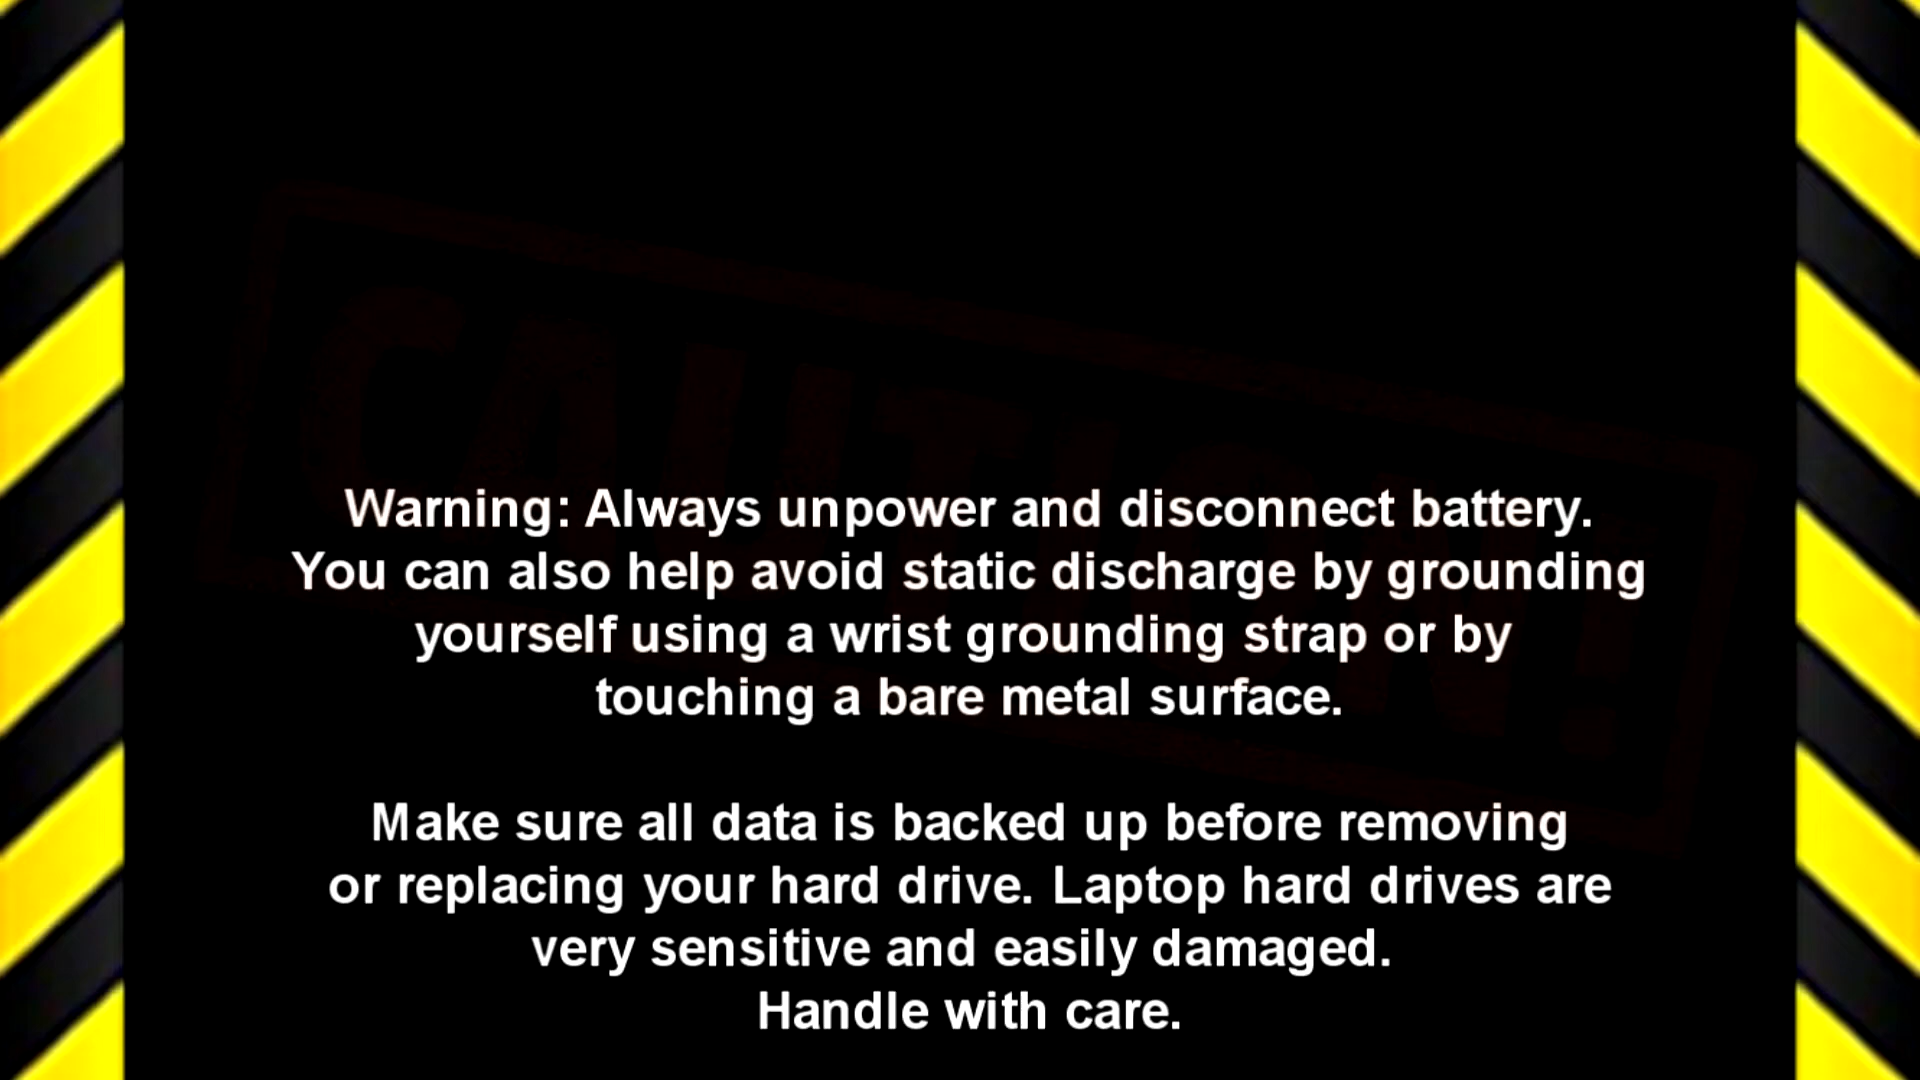 CAUTION!
Warning: Always unpower and disconnect battery.
You can also help avoid static discharge by grounding
yourself using a wrist grounding strap or by
touching a bare metal surface.
Make sure all data is backed up before removing
or replacing your hard drive. Laptop hard drives are
very sensitive and easily damaged.
Handle with care.